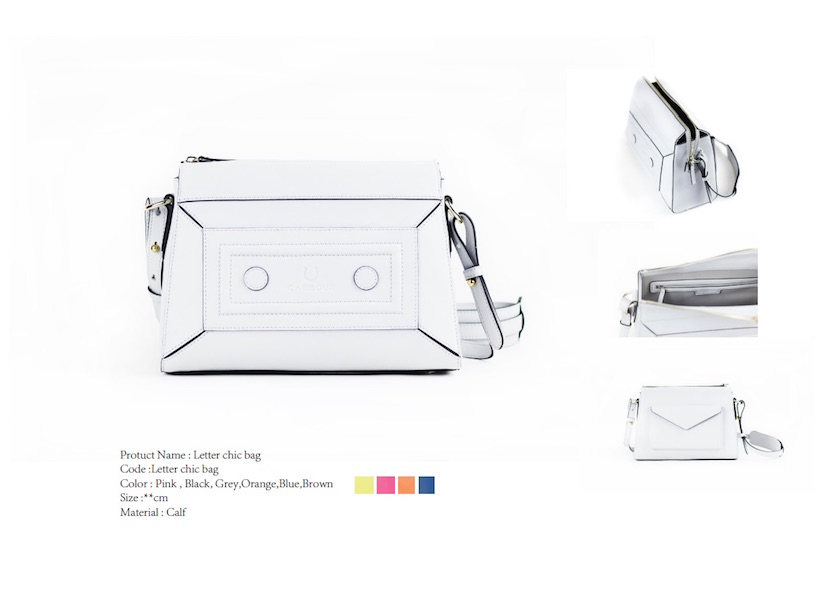 Protuct Name : Letter chic bag
Code :Letter chic bag
Color : Pink , Black, Grey,Orange,Blue,Brown
Size :**cm
Material : Calf